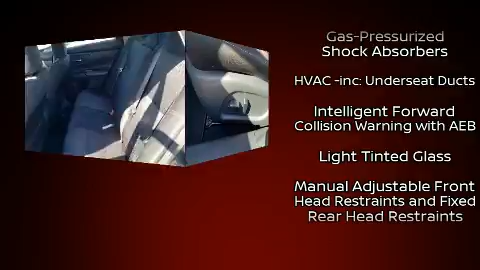 Gas-Pressurized
Shock Absorbers
HVAC -inc: Underseat Ducts
Intelligent Forward
Collision Warning with AEB
Light Tinted Glass
Manual Adjustable Front
Head Restraints and Fixed
Rear Head Restraints